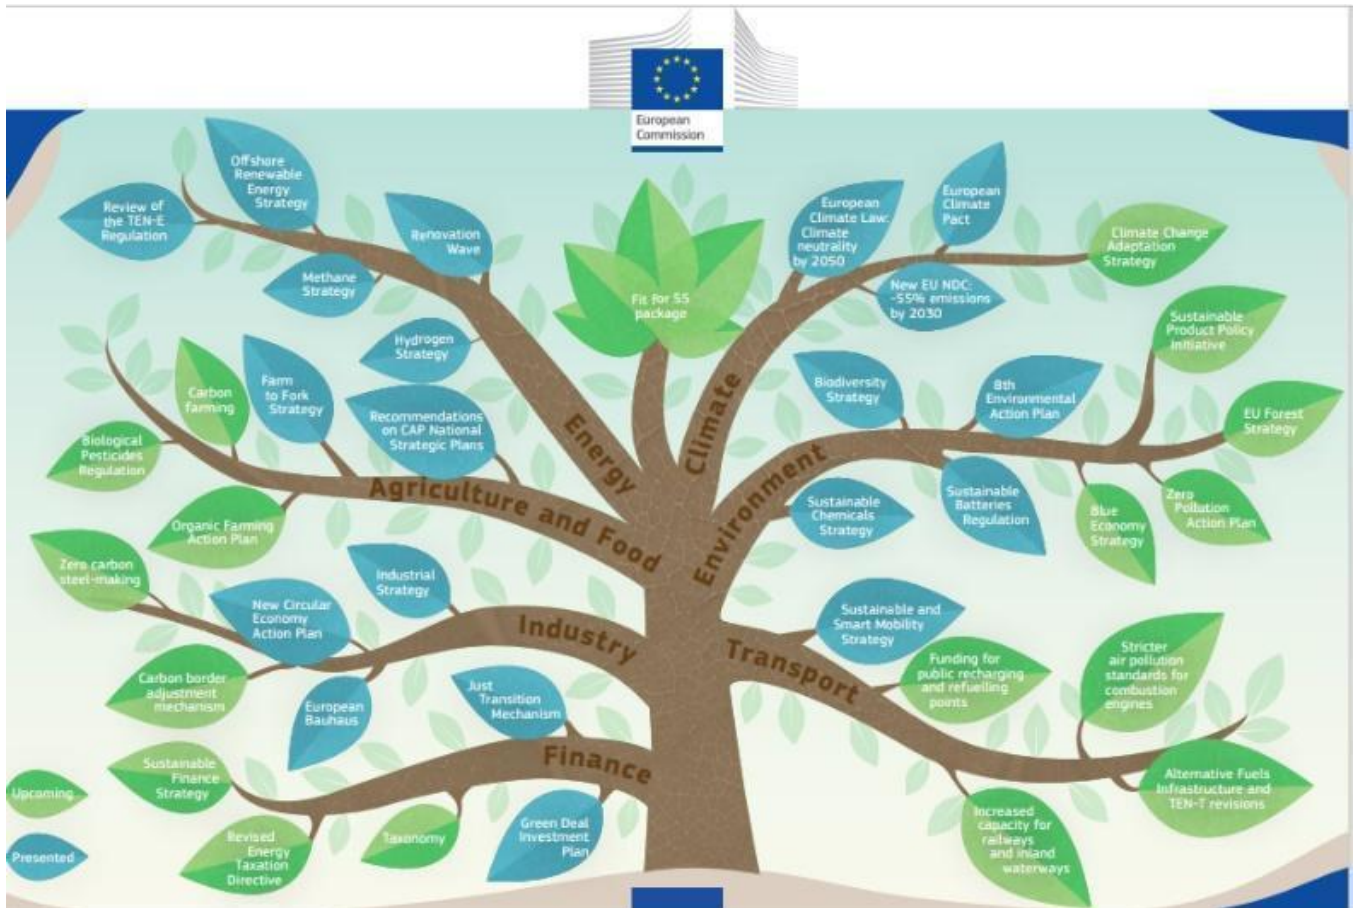 European
Commission
Offshore
Renewable
Energy
Strategy
Review of
the TEN-E
Regulation
Renovation
Wave
Methane
Strategy
Hydrogen
Strategy
Energy
Fit for 55
package
European
Climate Law:
Climate
neutrality
by 2050
European
Climate
Pact
Climate Change
Adaptation
Strategy
New EU NDC:
-55% emissions
by 2030
Climate
Carbon
farming
Farm
to Fork
Strategy
Recommendations
on CAP National
Strategic Plans
Biological
Pesticides
Regulation
Organic Farming
Action Plan
Agriculture and Food
Sustainable
Product Policy
Initiative
Biodiversity
Strategy
8th
Environmental
Action Plan
EU Forest
Strategy
Sustainable
Chemicals
Strategy
Sustainable
Batteries
Regulation
Blue
Economy
Strategy
Zero
Pollution
Action Plan
Environment
Zero carbon
steel-making
New Circular
Economy
Action Plan
Industrial
Strategy
Carbon border
adjustment
mechanism
European
Bauhaus
Industry
Sustainable and
Smart Mobility
Strategy
Funding for
public recharging
and refuelling
points
Stricter
air pollution
standards for
combustion
engines
Increased
capacity for
railways
and inland
waterways
Alternative Fuels
Infrastructure and
TEN-T revisions
Transport
Just
Transition
Mechanism
Sustainable
Finance
Strategy
Revised
Energy
Taxation
Directive
Taxonomy
Green Deal
Investment
Plan
Finance
Upcoming
Presented